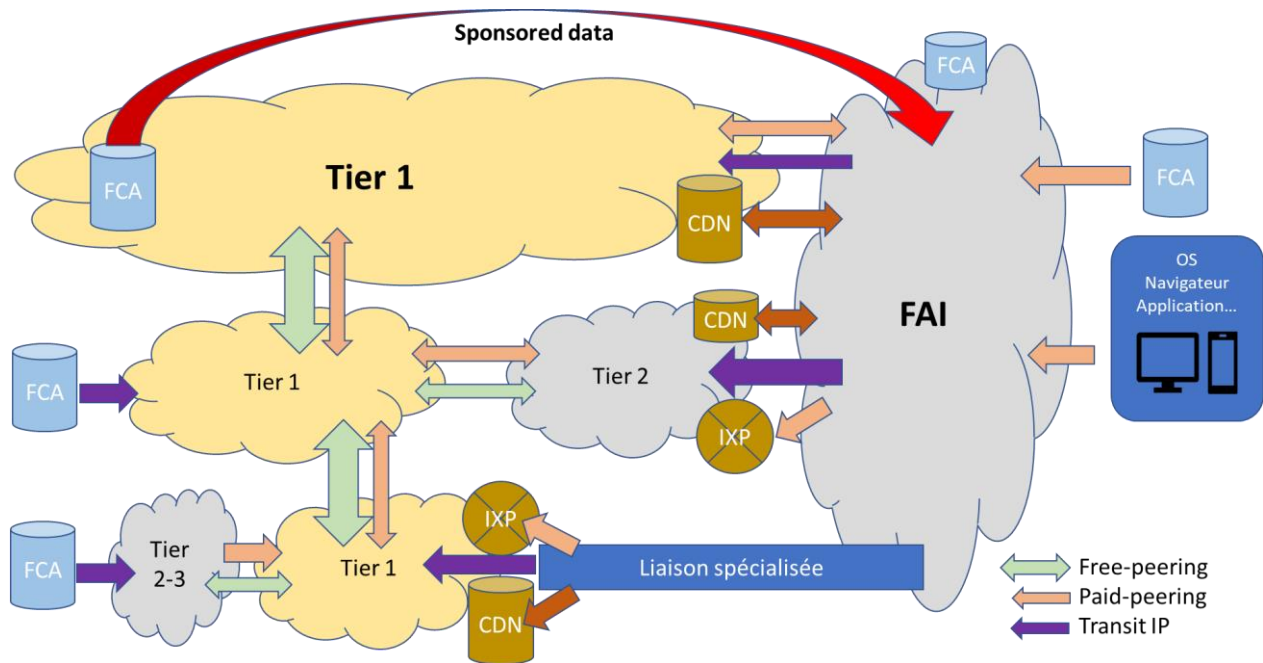 Sponsored data
FCA
FCA
Tier 1
FCA
CDN
OS
Navigateur
Application...
FAI
CDN
FCA
Tier 1
Tier 2
IXP
IXP
FCA
Tier
2-3
Tier 1
Liaison spécialisée
CDN
Free-peering
Paid-peering
Transit IP